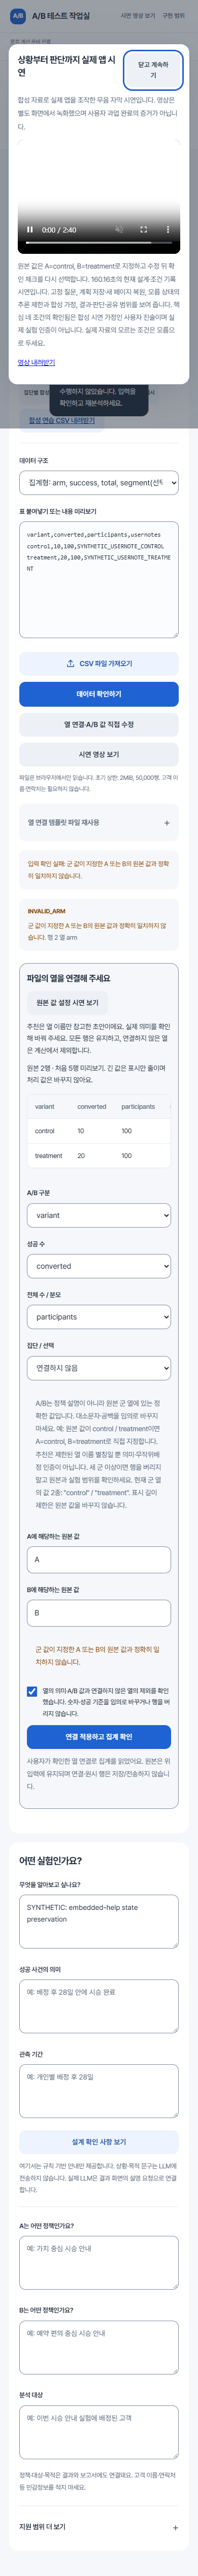 A/B
A/B 테스트 작업실
시연 영상 보기
구현 범위
상황부터 판단까지 실제 앱 시
연
닫고 계속하
기
합성 자료로 실제 앱을 조작한 무음 자막 시연입니다. 영상은
별도 화면에서 녹화했으며 사용자 과업 완료의 증거가 아닙니
다.
0:00 / 2:40
원본 값은 A=control, B=treatment로 지정하고 수정 뒤 확
인 체크를 다시 선택합니다. 160.16초의 현재 설계·조건 기록
시연입니다. 고정 질문, 계획 저장·새 페이지 복원, 모름 상태의
추론 제한과 합성 가정, 결과·판단·공유 범위를 보여 줍니다. 핵
심 네 조건의 확인됨은 합성 시연 가정인 사용자 진술이며 실
제 실험 인증이 아닙니다. 실제 자료의 모르는 조건은 모름으
로 두세요.
영상 내려받기
수행하지 않았습니다. 입력을
확인하고 재분석하세요.
합성 연습 CSV 내려받기
데이터 구조
집계형: arm, success, total, segment(선택
표 붙여넣기 또는 내용 미리보기
variant,converted,participants,usernotes
control,10,100,SYNTHETIC_USERNOTE_CONTROL
treatment,20,100,SYNTHETIC_USERNOTE_TREATME
NT
CSV 파일 가져오기
데이터 확인하기
열 연결·A/B 값 직접 수정
시연 영상 보기
파일은 브라우저에서만 읽습니다. 초기 상한: 2MiB, 50,000행. 고객 이
름·연락처는 필요하지 않습니다.
열 연결 템플릿 파일 재사용
+
입력 확인 실패: 군 값이 지정한 A 또는 B의 원본 값과 정확
히 일치하지 않습니다.
INVALID_ARM
군 값이 지정한 A 또는 B의 원본 값과 정확히 일치하지 않
습니다. 행 2 열 arm
파일의 열을 연결해 주세요
원본 값 설정 시연 보기
추천은 열 이름만 참고한 초안이에요. 실제 의미를 확인
해 바꿔 주세요. 모든 행은 유지하고, 연결하지 않은 열
은 계산에서 제외합니다.
원본 2행 · 처음 5행 미리보기. 긴 값은 표시만 줄이며
처리 값은 바꾸지 않아요.
variant converted participants
control 10 100
treatment 20 100
A/B 구분
variant
성공 수
converted
전체 수 / 분모
participants
집단 / 선택
연결하지 않음
A/B는 정책 설명이 아니라 원본 군 열에 있는 정
확한 값입니다. 대소문자·공백을 임의로 바꾸지
마세요. 예: 원본 값이 control / treatment이면
A=control, B=treatment로 직접 지정합니다.
추천은 제한된 열 이름 별칭일 뿐 의미·무작위배
정 인증이 아닙니다. 세 군 이상이면 행을 버리지
말고 원본과 실험 범위를 확인하세요. 현재 군 열
의 값 2종: "control" / "treatment". 표시 길이
제한은 원본 값을 바꾸지 않습니다.
A에 해당하는 원본 값
A
B에 해당하는 원본 값
B
군 값이 지정한 A 또는 B의 원본 값과 정확히 일
치하지 않습니다.
열의 의미·A/B 값과 연결하지 않은 열의 제외를 확인
했습니다. 숫자·성공 기준을 임의로 바꾸거나 행을 버
리지 않습니다.
연결 적용하고 집계 확인
사용자가 확인한 열 연결로 집계를 읽었어요. 원본은 위
입력에 유지되며 연결·원시 행은 저장/전송하지 않습니
다.
어떤 실험인가요?
무엇을 알아보고 싶나요?
SYNTHETIC: embedded-help state
preservation
성공 사건의 의미
예: 배정 후 28일 안에 시승 완료
관측 기간
예: 개인별 배정 후 28일
설계 확인 사항 보기
여기서는 규칙 기반 안내만 제공합니다. 상황·목적 문구는 LLM에
전송하지 않습니다. 실제 LLM은 결과 화면의 설명 요청으로 연결
합니다.
A는 어떤 정책인가요?
예: 가치 중심 시승 안내
B는 어떤 정책인가요?
예: 예약 편의 중심 시승 안내
분석 대상
예: 이번 시승 안내 실험에 배정된 고객
정책·대상·목적은 결과와 보고서에도 연결돼요. 고객 이름·연락처
등 민감정보를 적지 마세요.
지원 범위 더 보기
+